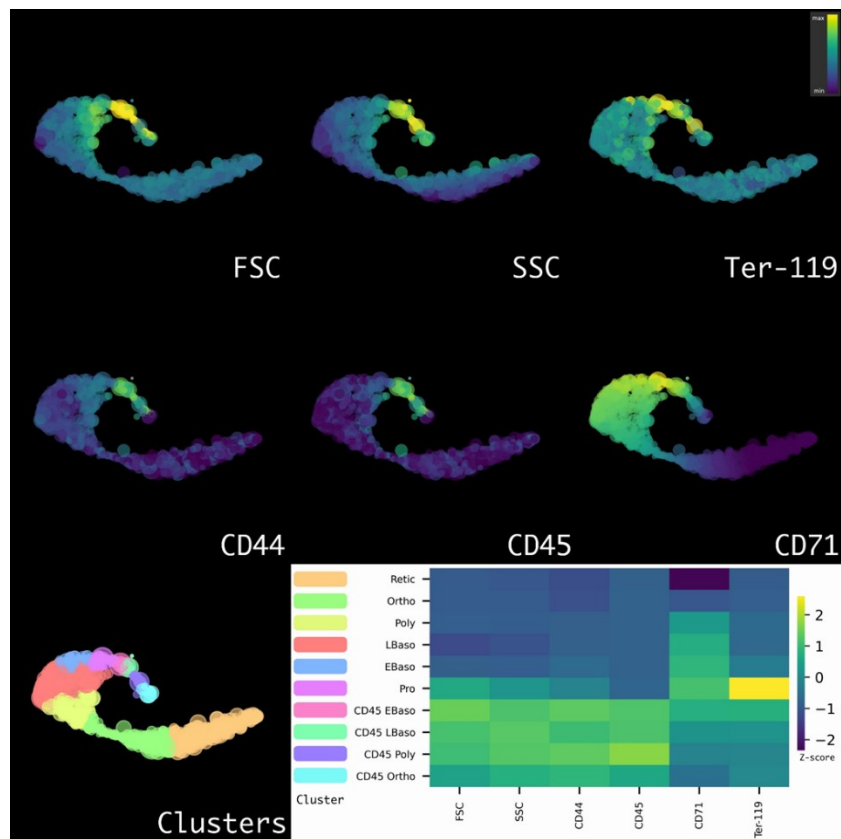 max
min
FSC
SSC
Ter-119
CD44
CD45
CD71
Clusters
Retic
Ortho
Poly
LBaso
EBaso
Pro
CD45 EBaso
CD45 LBaso
CD45 Poly
CD45 Ortho
Cluster
FSC
SSC
CD44
CD45
CD71
Ter-119
2
1
0
−1
−2
Z-score